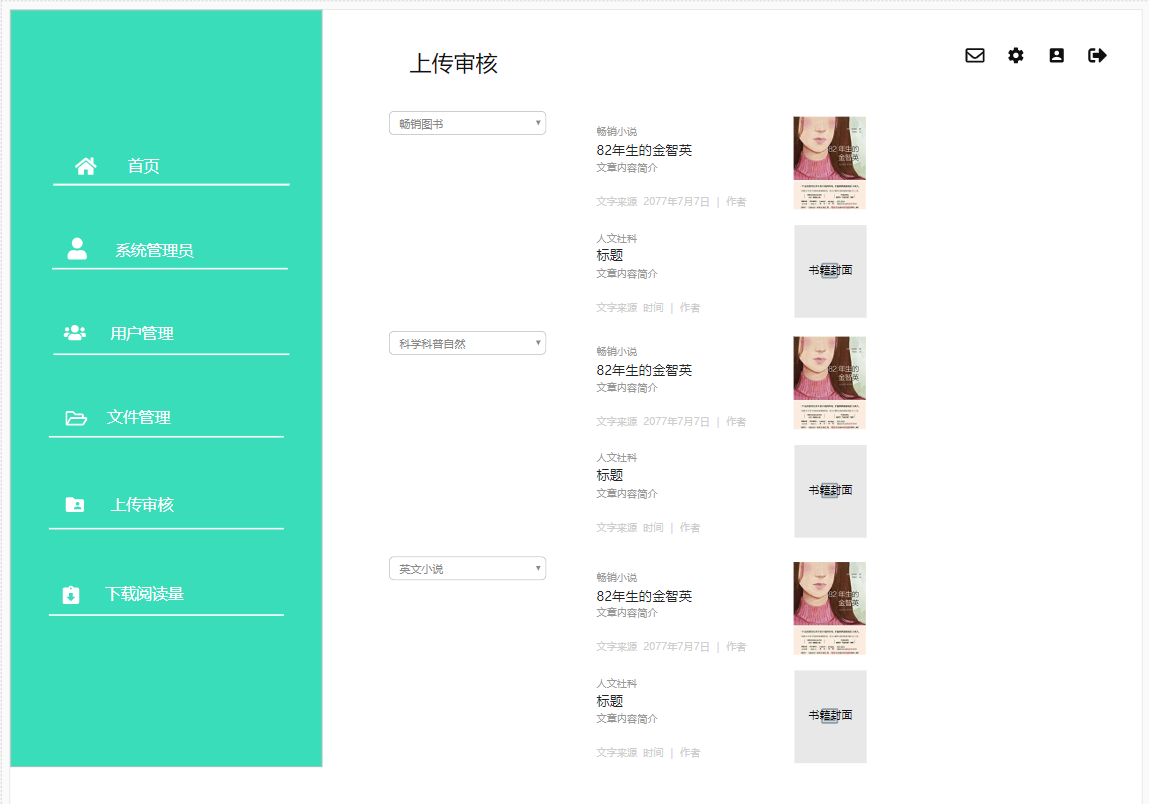 上传审核
首页
系统管理员
用户管理
文件管理
上传审核
下载阅读量
畅销图书
畅销小说
82年生的金智英
文章内容简介
文字来源 2077年7月7日 | 作者
82年生的
金智英
人文社科
标题
文章内容简介
文字来源 时间 | 作者
书籍封面
科学科普自然
畅销小说
82年生的金智英
文章内容简介
文字来源 2077年7月7日 | 作者
82年生的
金智英
人文社科
标题
文章内容简介
文字来源 时间 | 作者
书籍封面
英文小说
畅销小说
82年生的金智英
文章内容简介
文字来源 2077年7月7日 | 作者
82年生的
金智英
人文社科
标题
文章内容简介
文字来源 时间 | 作者
书籍封面